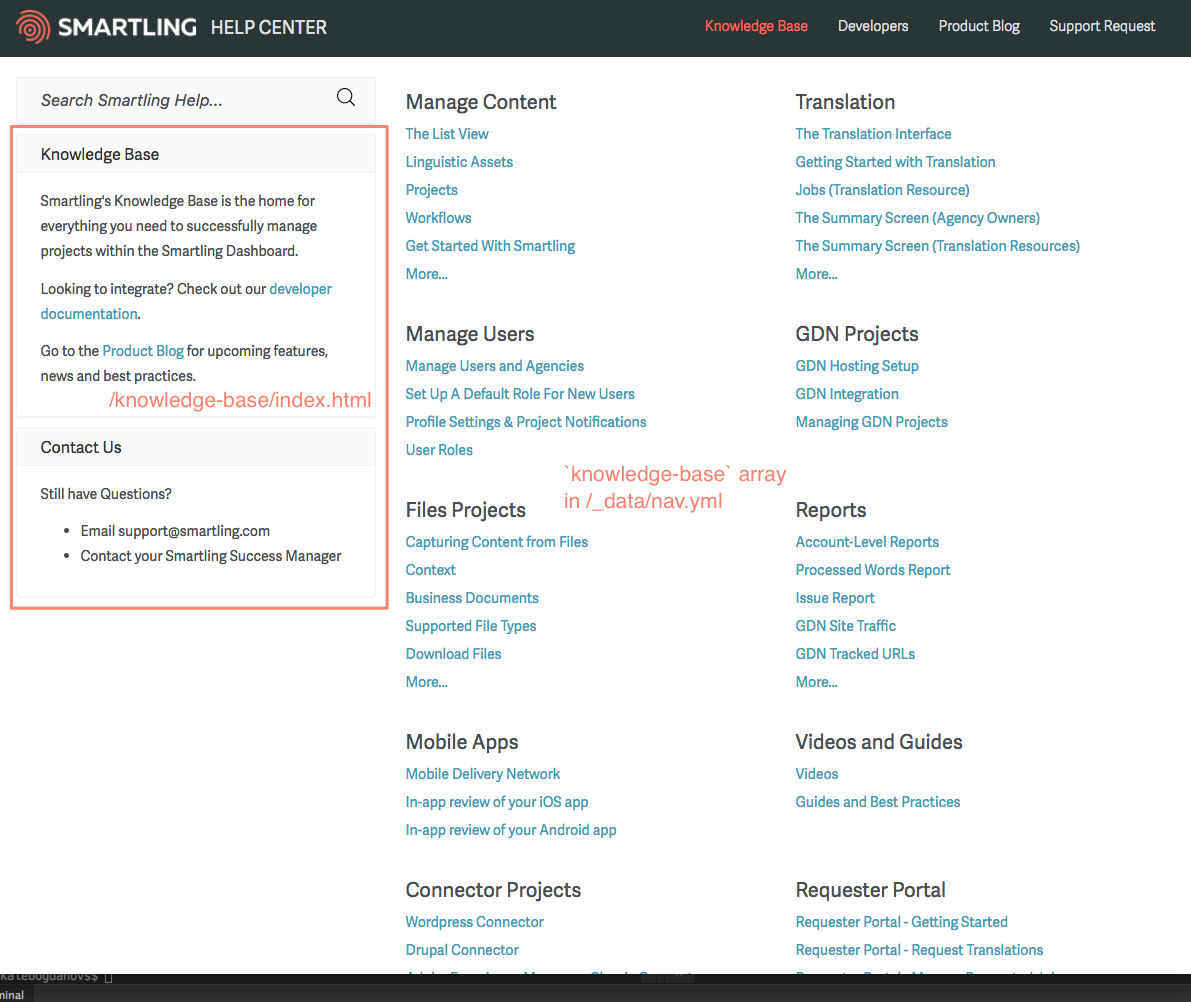 SMARTLING HELP CENTER
Knowledge Base Developers Product Blog Support Request
Search Smartling Help...
Knowledge Base
Smartling's Knowledge Base is the home for
everything you need to successfully manage
projects within the Smartling Dashboard.
Looking to integrate? Check out our developer
documentation.
Go to the Product Blog for upcoming features,
news and best practices.
/knowledge-base/index.html
Contact Us
Still have Questions?
• Email support@smartling.com
• Contact your Smartling Success Manager
Manage Content
The List View
Linguistic Assets
Projects
Workflows
Get Started With Smartling
More...
Translation
The Translation Interface
Getting Started with Translation
Jobs (Translation Resource)
The Summary Screen (Agency Owners)
The Summary Screen (Translation Resources)
More...
Manage Users
Manage Users and Agencies
Set Up A Default Role For New Users
Profile Settings & Project Notifications
User Roles
GDN Projects
GDN Hosting Setup
GDN Integration
Managing GDN Projects
`knowledge-base` array
in /_data/nav.yml
Files Projects
Capturing Content from Files
Context
Business Documents
Supported File Types
Download Files
More...
Reports
Account-Level Reports
Processed Words Report
Issue Report
GDN Site Traffic
GDN Tracked URLs
More...
Mobile Apps
Mobile Delivery Network
In-app review of your iOS app
In-app review of your Android app
Videos and Guides
Videos
Guides and Best Practices
Connector Projects
Wordpress Connector
Drupal Connector
Requester Portal
Requester Portal - Getting Started
Requester Portal - Request Translations
katebogdanovs$
minal